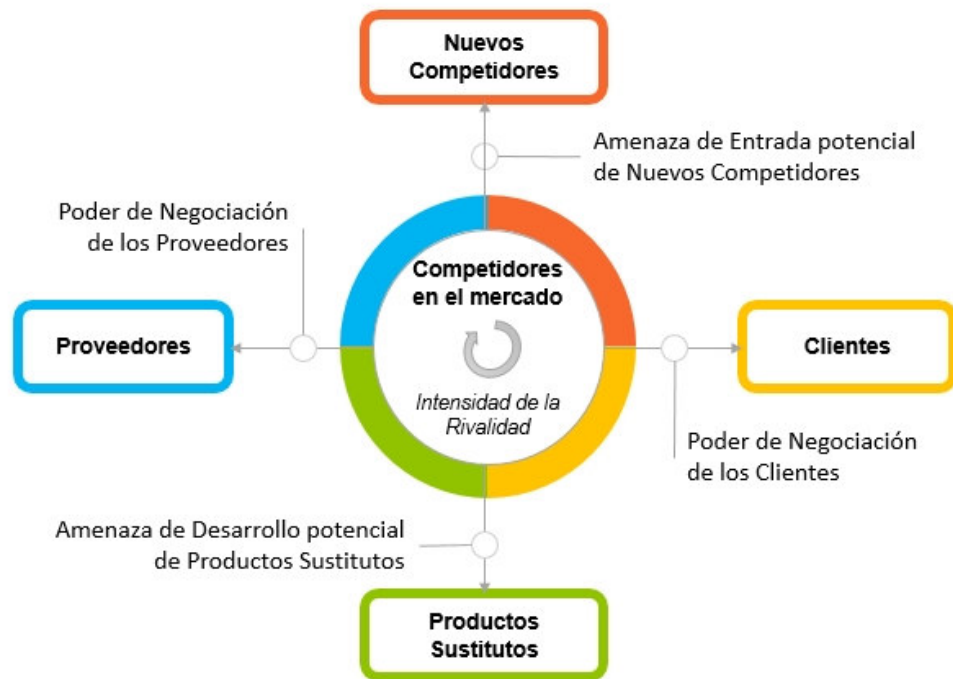 Nuevos
Competidores
Amenaza de Entrada potencial
de Nuevos Competidores
Poder de Negociación
de los Proveedores
Competidores
en el mercado
Proveedores
Clientes
Intensidad de la
Rivalidad
Poder de Negociación
de los Clientes
Amenaza de Desarrollo potencial
de Productos Sustitutos
Productos
Sustitutos